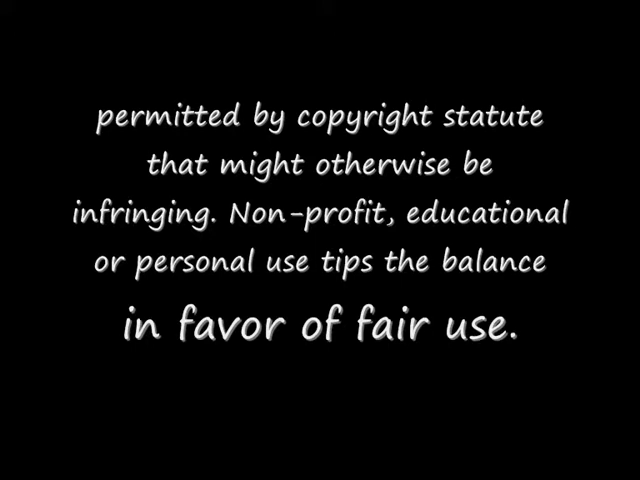 permitted by copyright statute
that might otherwise be
infringing. Non-profit, educational
or personal use tips the balance
in favor of fair use.